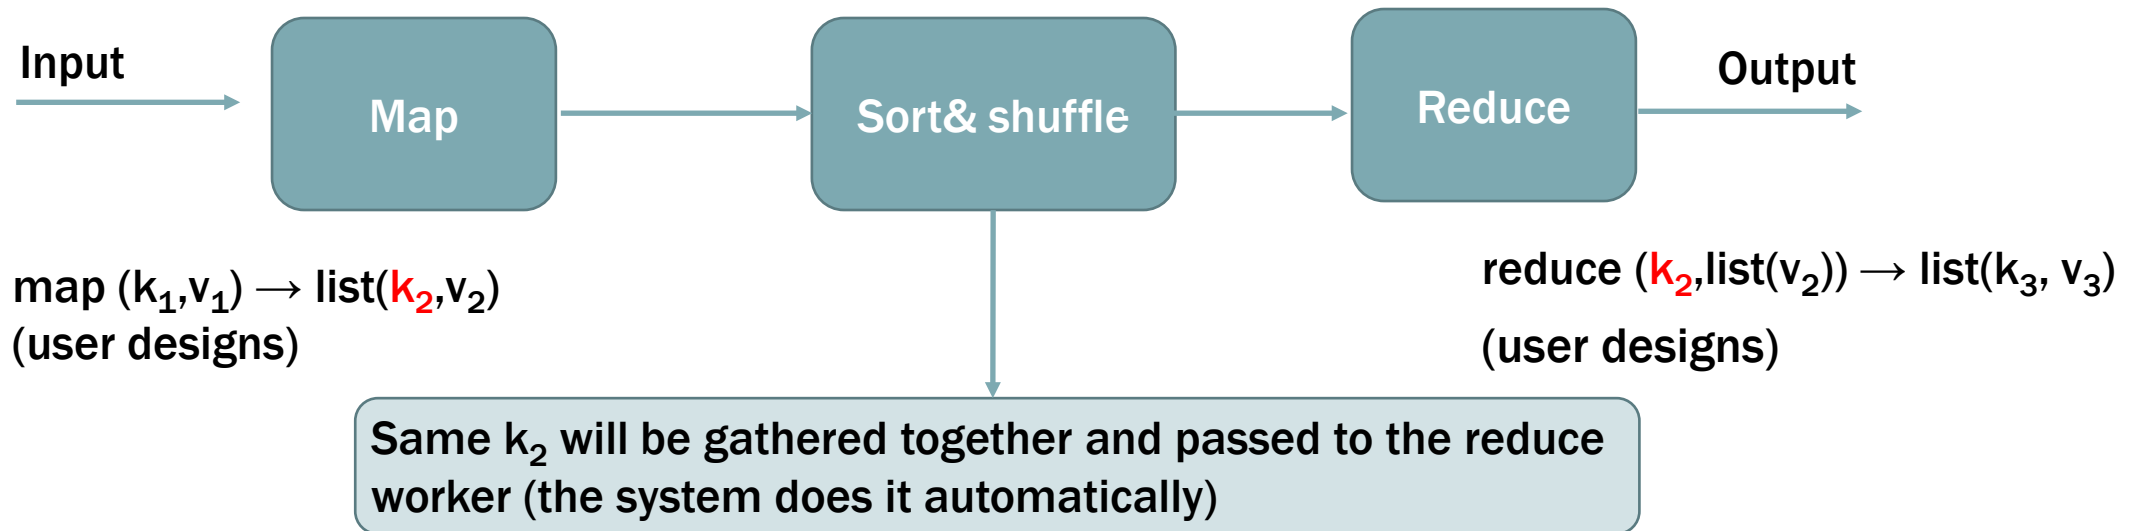 Input
Map
Sort& shuffle
Reduce
Output
map (k₁,v₁) → list(k₂,v₂)
(user designs)
reduce (k₂,list(v₂)) → list(k₃, v₃)
(user designs)
Same k₂ will be gathered together and passed to the reduce
worker (the system does it automatically)